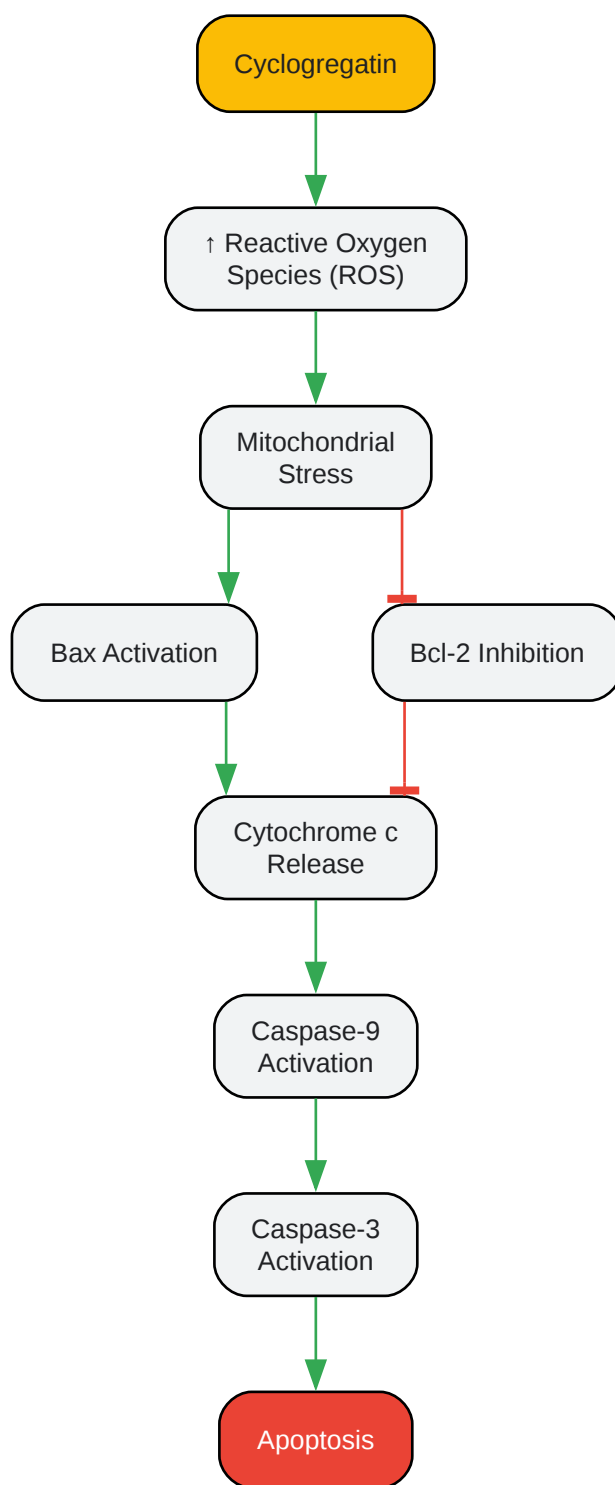 Cyclogregatin
↑ Reactive Oxygen
Species (ROS)
Mitochondrial
Stress
Bax Activation
Bcl-2 Inhibition
Cytochrome c
Release
Caspase-9
Activation
Caspase-3
Activation
Apoptosis